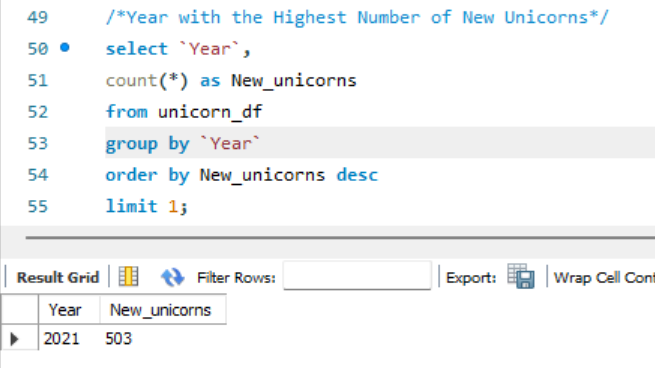 49 /*Year with the Highest Number of New Unicorns*/
50 select `Year`,
51 count(*) as New_unicorns
52 from unicorn_df
53 group by `Year`
54 order by New_unicorns desc
55 limit 1;
Result Grid Filter Rows: Export: Wrap Cell Cont
Year New_unicorns
2021 503